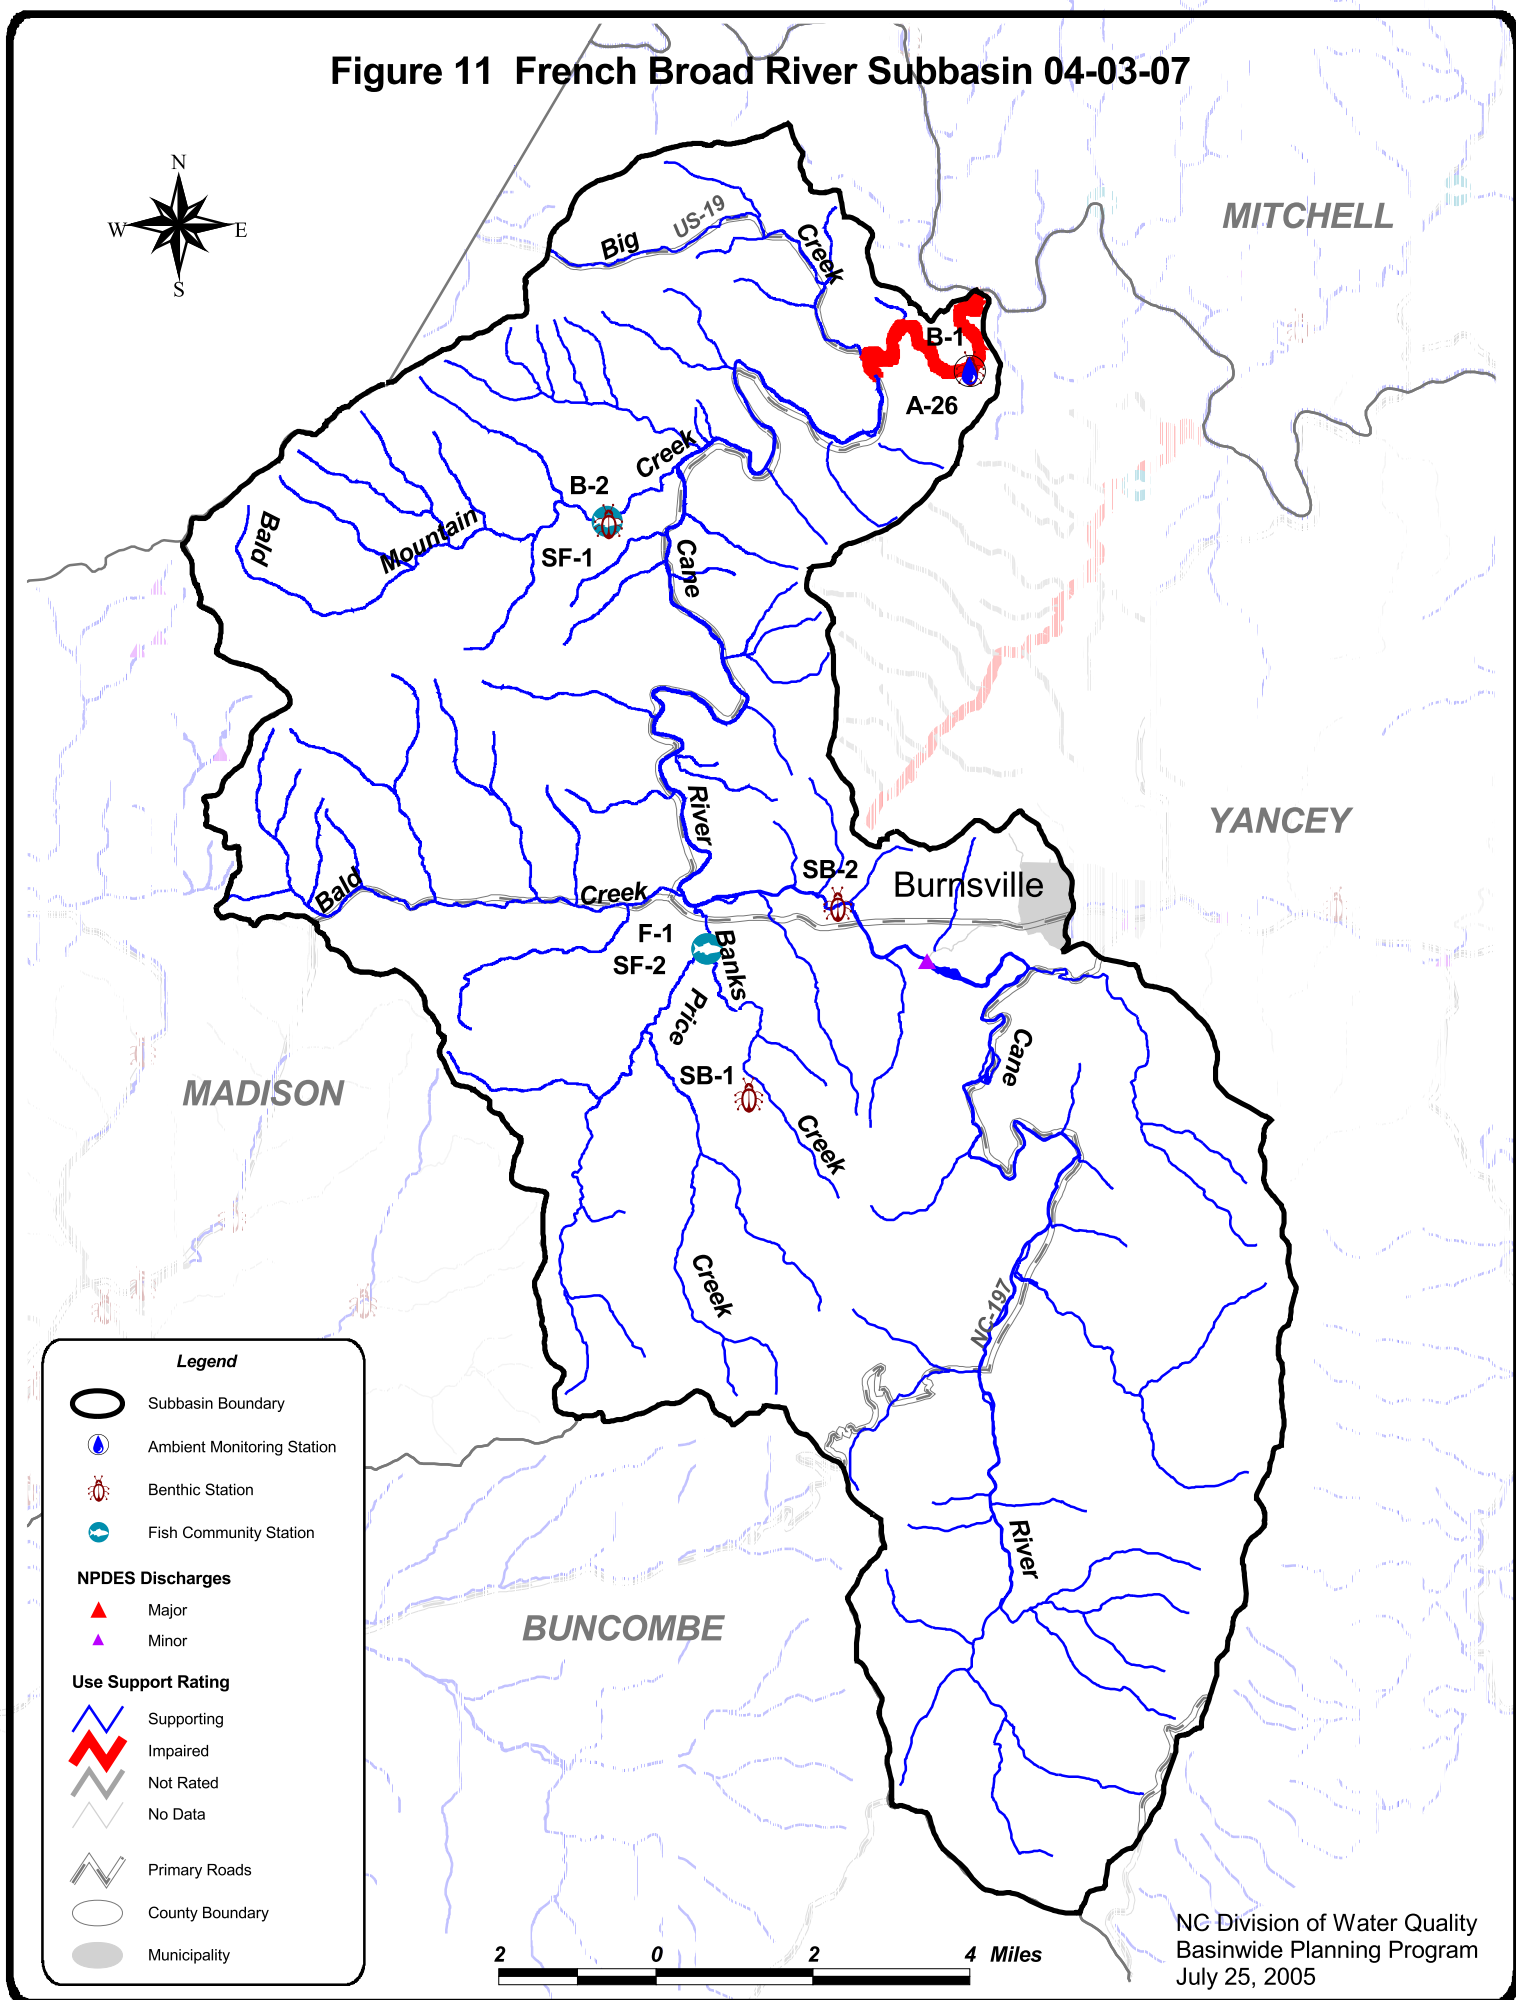 Figure 11 French Broad River Subbasin 04-03-07
N
W
E
S
MITCHELL
US-19
Big
Creek
B-1
A-26
Creek
B-2
Bald
Mountain
SF-1
Cane
River
YANCEY
SB-2
Burnsville
Bald
Creek
F-1
SF-2
Banks
Price
Cane
SB-1
MADISON
Creek
Creek
NC-197
River
BUNCOMBE
Legend
Subbasin Boundary
Ambient Monitoring Station
Benthic Station
Fish Community Station
NPDES Discharges
Major
Minor
Use Support Rating
Supporting
Impaired
Not Rated
No Data
Primary Roads
County Boundary
Municipality
2 0 2 4 Miles
NC Division of Water Quality
Basinwide Planning Program
July 25, 2005